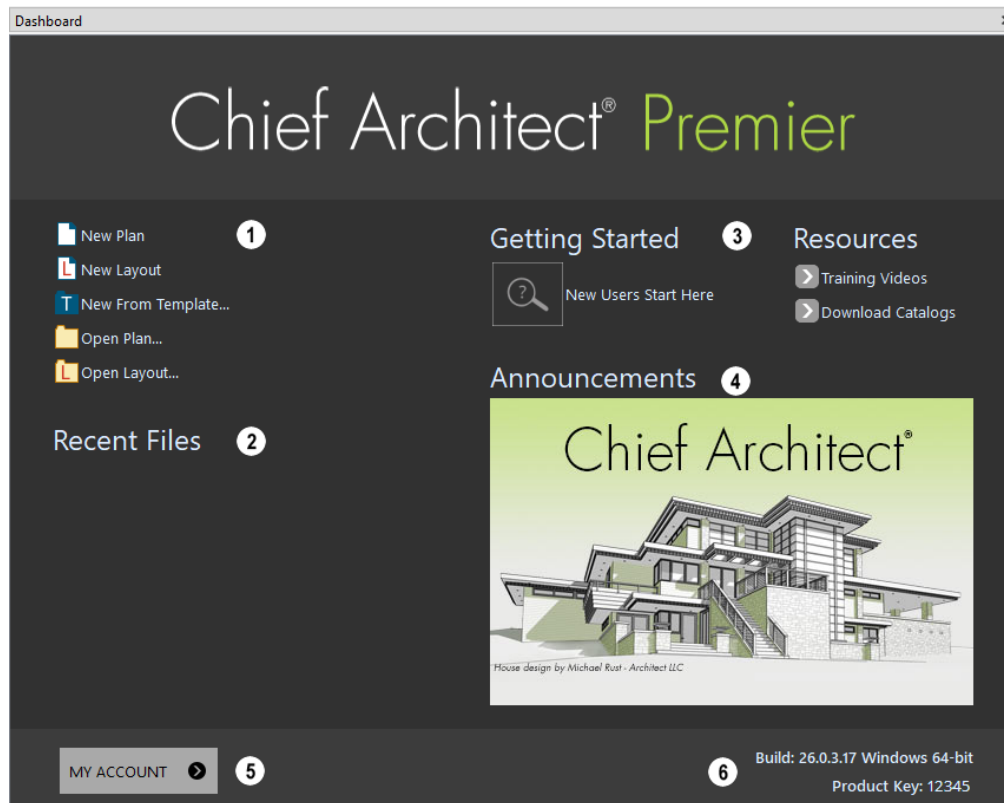 Dashboard
Chief Architect® Premier
New Plan
1
New Layout
New From Template...
Open Plan...
Open Layout...
Recent Files
2
Getting Started
3
New Users Start Here
Resources
Training Videos
Download Catalogs
Announcements
4
Chief Architect®
House design by Michael Rust - Architect LLC
MY ACCOUNT
5
6
Build: 26.0.3.17 Windows 64-bit
Product Key: 12345